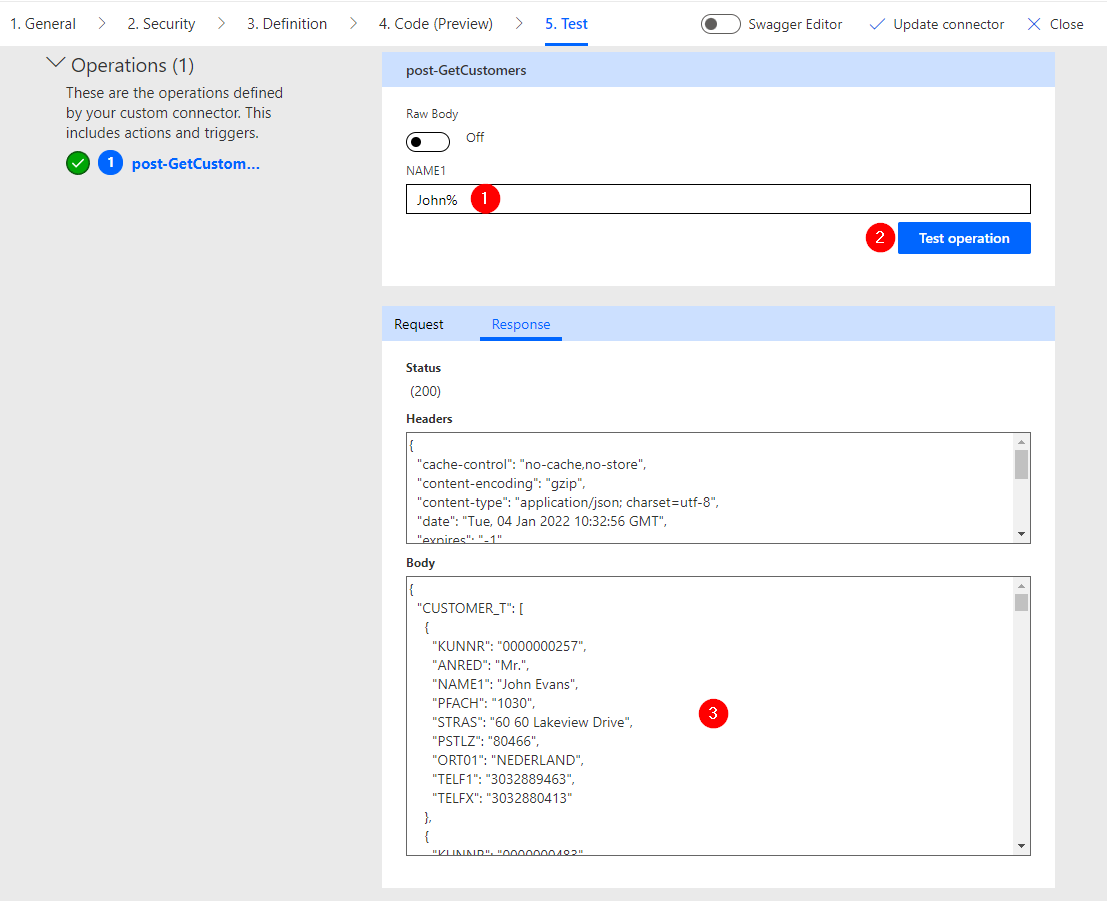 1. General
2. Security
3. Definition
4. Code (Preview)
5. Test
Swagger Editor
Update connector
Close
Operations (1)
These are the operations defined
by your custom connector. This
includes actions and triggers.
1
post-GetCustom...
post-GetCustomers
Raw Body
Off
NAME1
John%
1
2
Test operation
Request
Response
Status
(200)
Headers
{
"cache-control": "no-cache,no-store",
"content-encoding": "gzip",
"content-type": "application/json; charset=utf-8",
"date": "Tue, 04 Jan 2022 10:32:56 GMT",
"expires": "-1"
Body
{
"CUSTOMER_T": [
{
"KUNNR": "0000000257",
"ANRED": "Mr.",
"NAME1": "John Evans",
"PFACH": "1030",
"STRAS": "60 60 Lakeview Drive",
"PSTLZ": "80466",
"ORT01": "NEDERLAND",
"TELF1": "3032889463",
"TELFX": "3032880413"
},
{
"KUNNR": "0000000483"
3